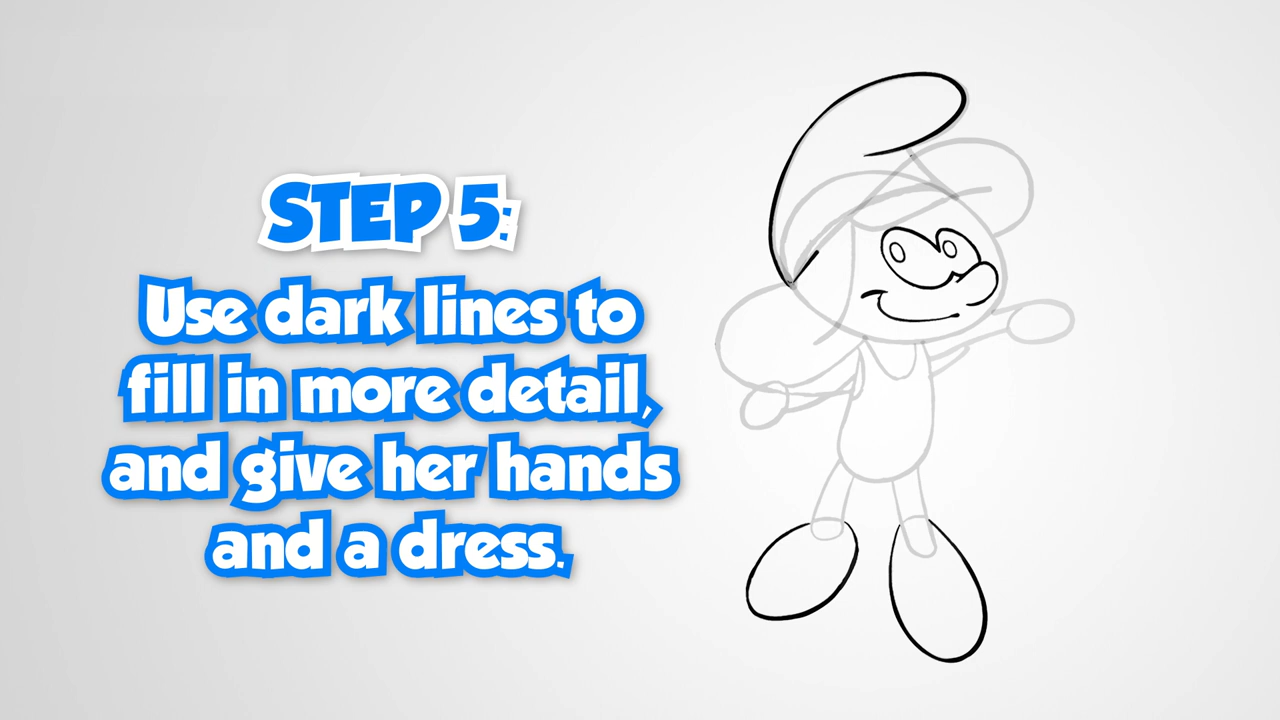 STEP 5:
Use dark lines to
fill in more detail,
and give her hands
and a dress.